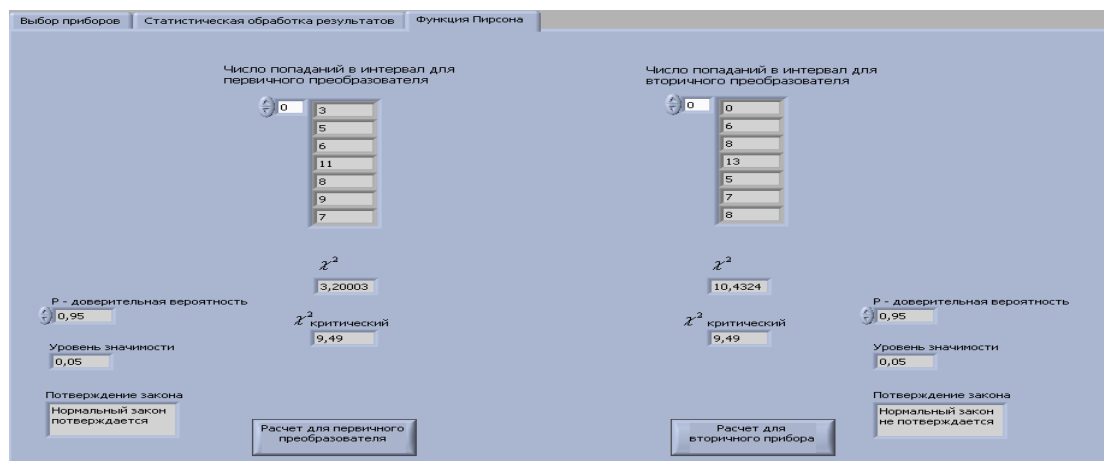 Выбор приборов Статистическая обработка результатов Функция Пирсона
Число попаданий в интервал для
первичного преобразователя
0
3
5
6
11
8
9
7
χ²
3,20003
χ² критический
9,49
P - доверительная вероятность
0,95
Уровень значимости
0,05
Потверждение закона
Нормальный закон
потверждается
Расчет для первичного
преобразователя
Число попаданий в интервал для
вторичного преобразователя
0
0
6
8
13
5
7
8
χ²
10,4324
χ² критический
9,49
P - доверительная вероятность
0,95
Уровень значимости
0,05
Потверждение закона
Нормальный закон
не потверждается
Расчет для
вторичного прибора